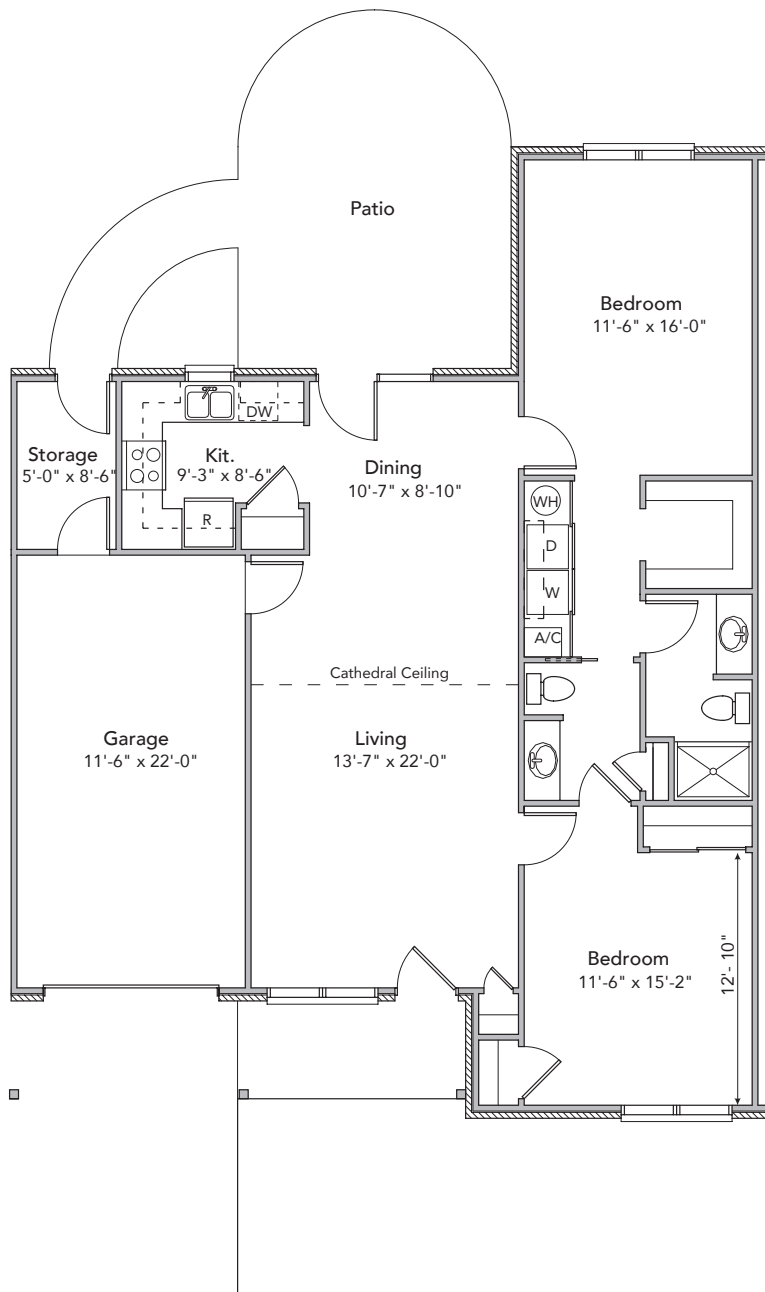 Patio
Bedroom
11'-6" x 16'-0"
DW
Storage
5'-0" x 8'-6"
Kit.
9'-3" x 8'-6"
Dining
10'-7" x 8'-10"
R
WH
D
W
A/C
Cathedral Ceiling
Garage
11'-6" x 22'-0"
Living
13'-7" x 22'-0"
Bedroom
11'-6" x 15'-2"
12'- 10"